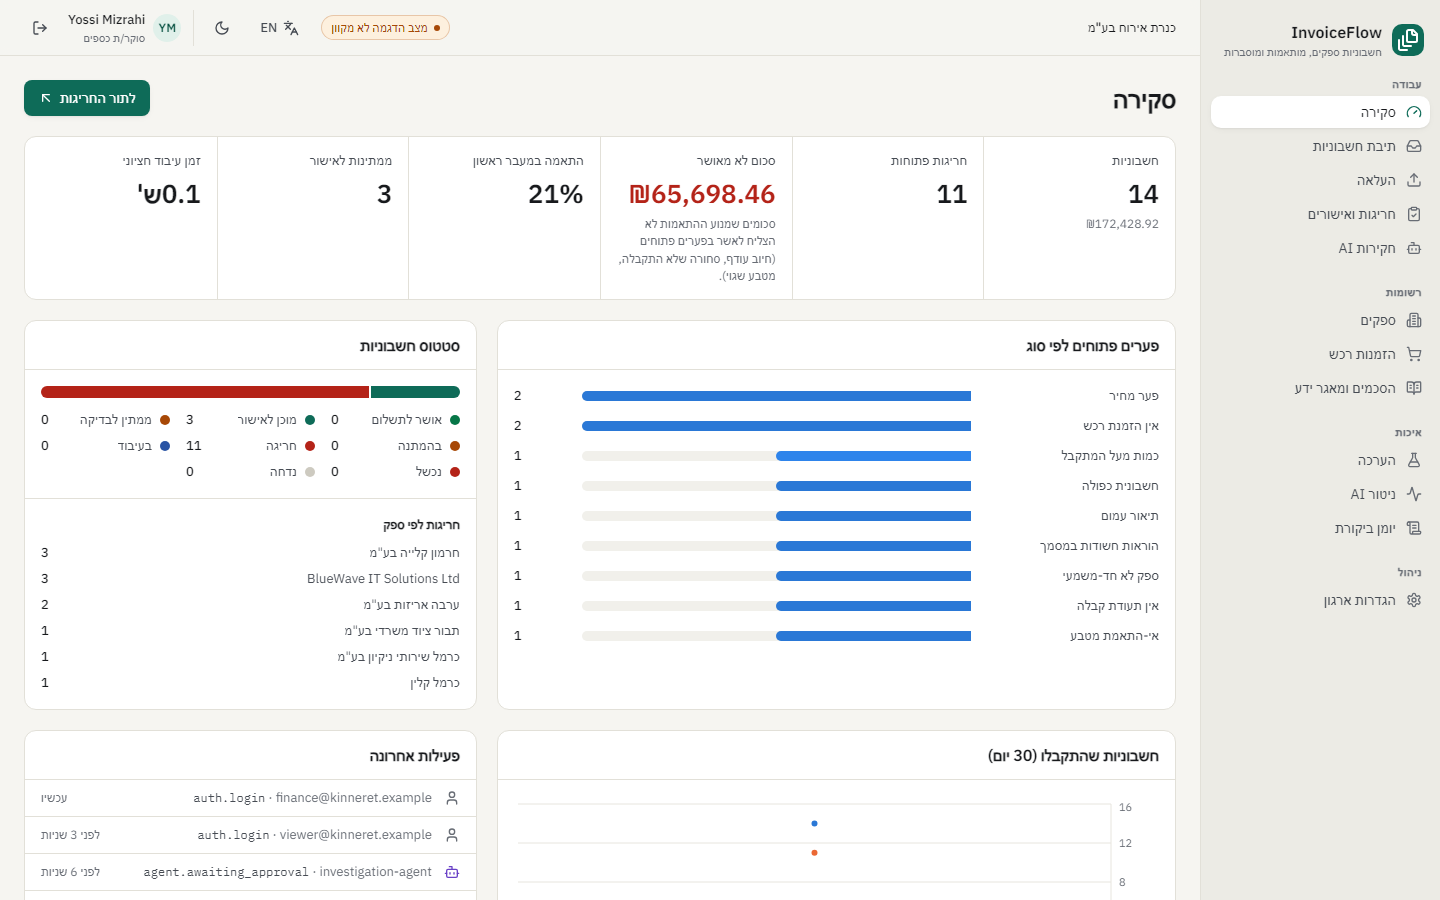 InvoiceFlow
חשבוניות ספקים, מותאמות ומוסברות
עבודה
סקירה
תיבת חשבוניות
העלאה
חריגות ואישורים
חקירות AI
רשומות
ספקים
הזמנות רכש
הסכמים ומאגר ידע
איכות
הערכה
ניטור AI
יומן ביקורת
ניהול
הגדרות ארגון
כנרת אירוח בע"מ
מצב הדגמה לא מקוון
EN
Yossi Mizrahi
סוקר/ת כספים
YM
סקירה
לתור החריגות
חשבוניות
14
₪172,428.92
חריגות פתוחות
11
סכום לא מאושר
₪65,698.46
סכומים שמנוע ההתאמות לא
הצליח לאשר בפערים פתוחים
(חיוב עודף, סחורה שלא התקבלה,
מטבע שגוי).
התאמה במעבר ראשון
21%
ממתינות לאישור
3
זמן עיבוד חציוני
0.1ש'
פערים פתוחים לפי סוג
פער מחיר 2
אין הזמנת רכש 2
כמות מעל המתקבל 1
חשבונית כפולה 1
תיאור עמום 1
הוראות חשודות במסמך 1
ספק לא חד-משמעי 1
אין תעודת קבלה 1
אי-התאמת מטבע 1
סטטוס חשבוניות
אושר לתשלום 0 מוכן לאישור 3 ממתין לבדיקה 0
בהמתנה 0 חריגה 11 בעיבוד 0
נכשל 0 נדחה 0
חריגות לפי ספק
חרמון קלייה בע"מ 3
BlueWave IT Solutions Ltd 3
ערבה אריזות בע"מ 2
תבור ציוד משרדי בע"מ 1
כרמל שירותי ניקיון בע"מ 1
כרמל קלין 1
חשבוניות שהתקבלו (30 יום)
16
12
8
פעילות אחרונה
auth.login · finance@kinneret.example עכשיו
auth.login · viewer@kinneret.example לפני 3 שניות
agent.awaiting_approval · investigation-agent לפני 6 שניות